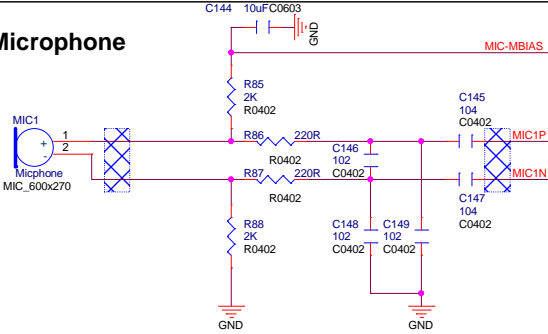 C144 10uF C0603
GND
Microphone
MIC-MBIAS
R85
2K
R0402
MIC1
1
2
+
-
Micphone
MIC_600x270
R86 220R
R0402
R87 220R
R0402
C146
102
C0402
C145
104
C0402
MIC1P
MIC1N
C147
104
C0402
R88
2K
R0402
C148
102
C0402
C149
102
C0402
GND
GND